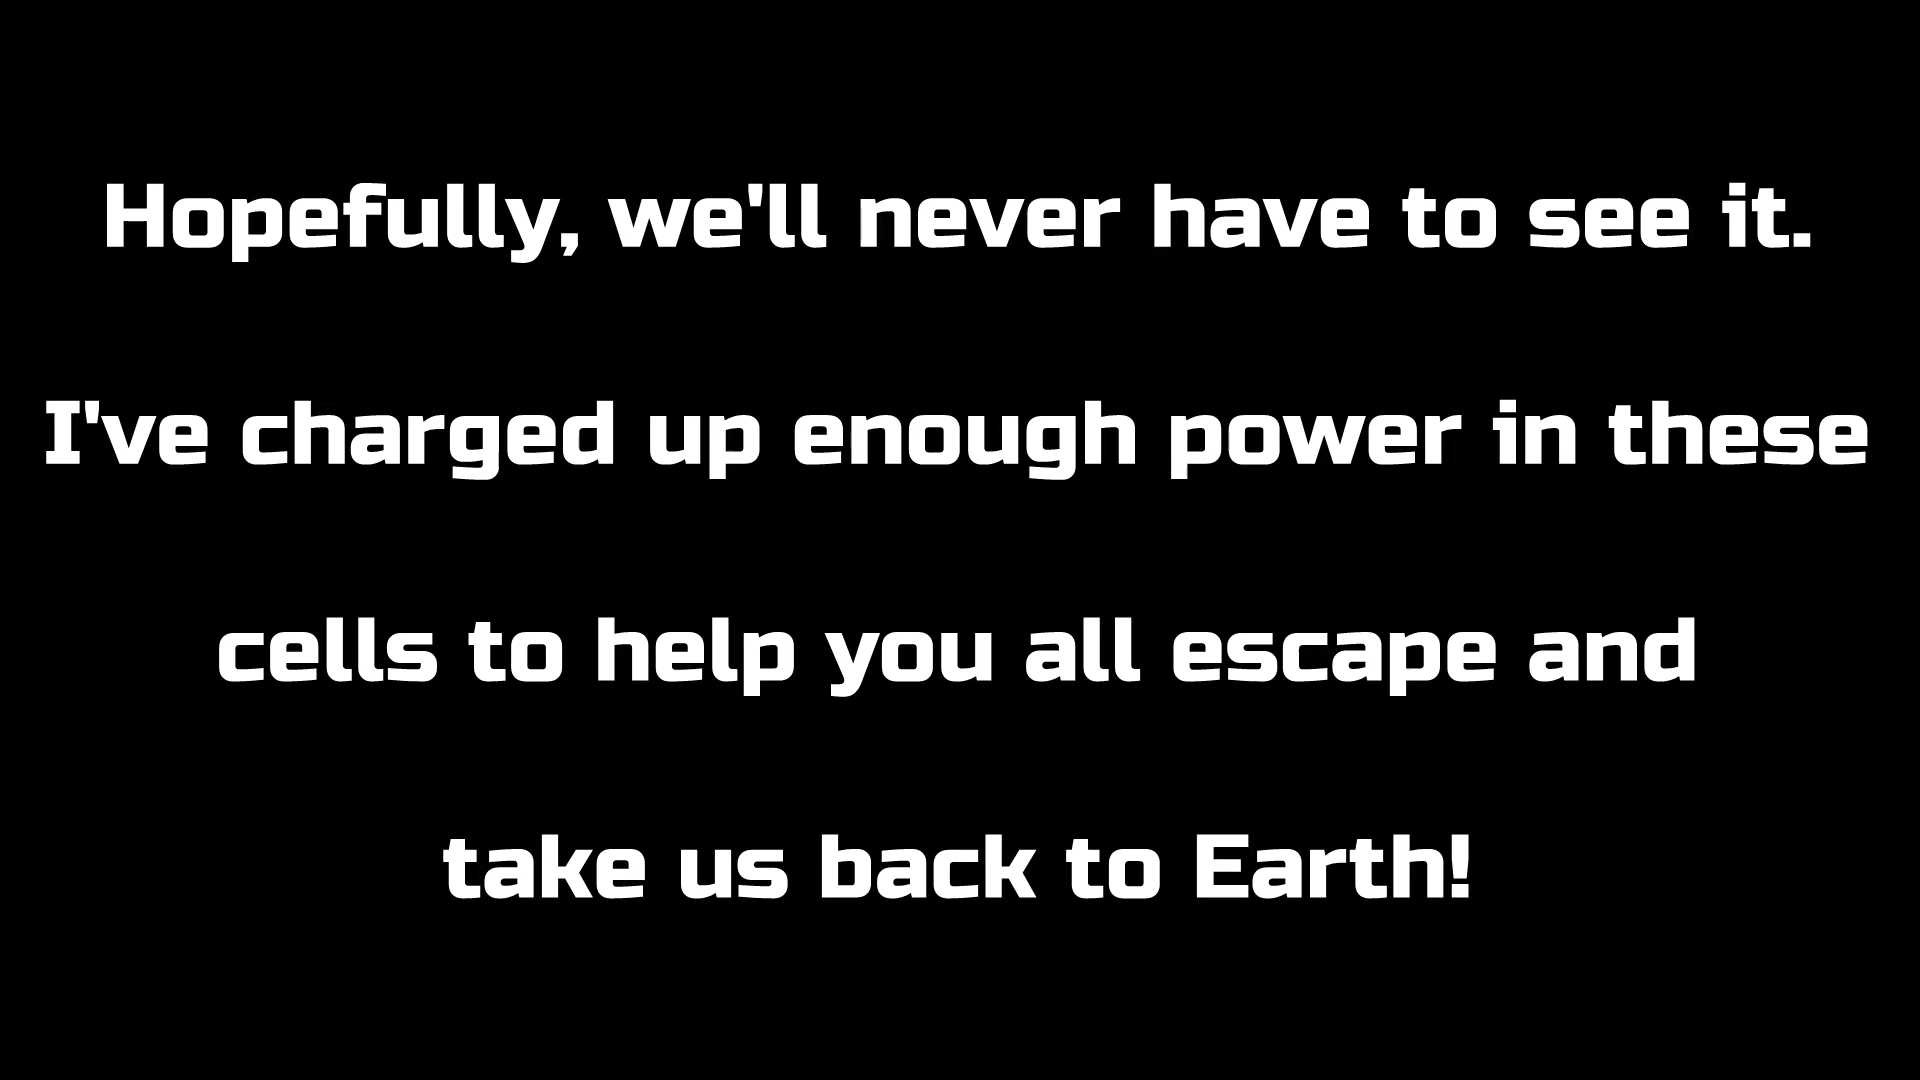 Hopefully, we'll never have to see it.
I've charged up enough power in these
cells to help you all escape and
take us back to Earth!